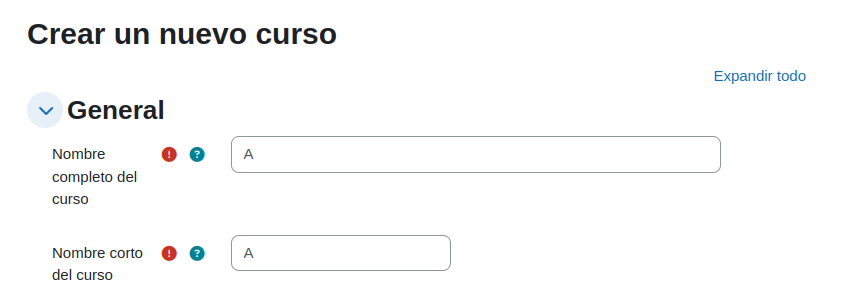 Crear un nuevo curso
Expandir todo
General
Nombre
completo del
curso
A
Nombre corto
del curso
A